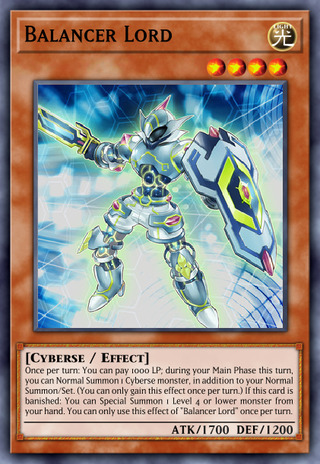 Balancer Lord
LIGHT
光
[Cyberse / Effect]
Once per turn: You can pay 1000 LP; during your Main Phase this turn,
you can Normal Summon 1 Cyberse monster, in addition to your Normal
Summon/Set. (You can only gain this effect once per turn.) If this card is
banished: You can Special Summon 1 Level 4 or lower monster from
your hand. You can only use this effect of "Balancer Lord" once per turn.
ATK/1700 DEF/1200